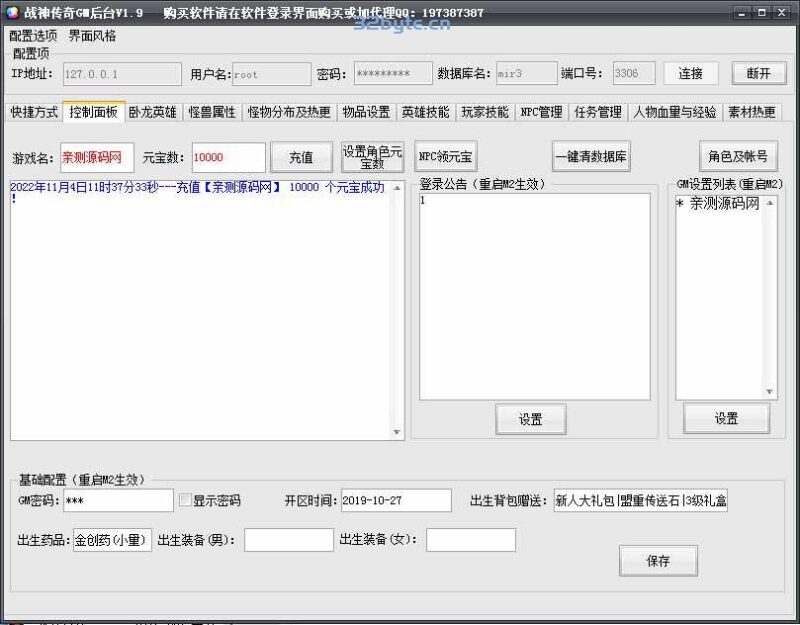 战神传奇GM后台V1.9 购买软件请在软件登录界面购买或加代理QQ：197387387
32byte.cn
配置选项 界面风格
配置项
IP地址： 127.0.0.1 用户名： root 密码： ********* 数据库名： mir3 端口号： 3306 连接 断开
快捷方式 控制面板 卧龙英雄 怪兽属性 怪物分布及热更 物品设置 英雄技能 玩家技能 NPC管理 任务管理 人物血量与经验 素材热更
游戏名： 亲测源码网 元宝数： 10000 充值 设置角色元宝数 NPC领元宝 一键清数据库 角色及帐号
2022年11月4日11时37分33秒---充值【亲测源码网】 10000 个元宝成功
!
登录公告（重启M2生效）
1
设置
GM设置列表(重启M2)
* 亲测源码网
设置
基础配置（重启M2生效）
GM密码： *** 显示密码 开区时间： 2019-10-27 出生背包赠送： 新人大礼包|盟重传送石|3级礼盒
出生药品： 金创药(小量) 出生装备(男)： 出生装备(女)：
保存